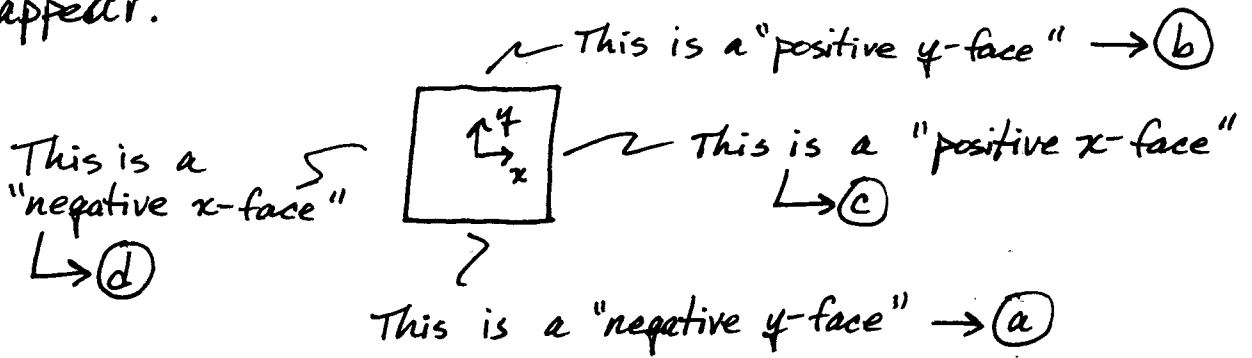 appear.
This is a "positive y-face" → ⓑ
y
x
This is a "positive x-face"
↳ ⓒ
This is a
"negative x-face"
↳ ⓓ
This is a "negative y-face" → ⓐ